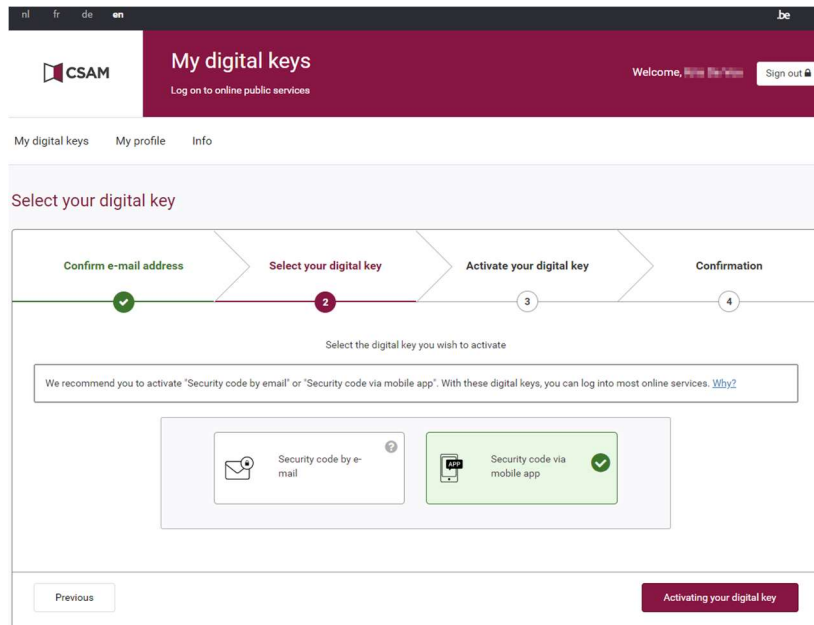 nl fr de en .be
CSAM
My digital keys
Log on to online public services
Welcome,
Sign out
My digital keys My profile Info
Select your digital key
Confirm e-mail address Select your digital key Activate your digital key Confirmation
2 3 4
Select the digital key you wish to activate
We recommend you to activate "Security code by email" or "Security code via mobile app". With these digital keys, you can log into most online services. Why?
Security code by e-
mail
?
APP
Security code via
mobile app
Previous Activating your digital key